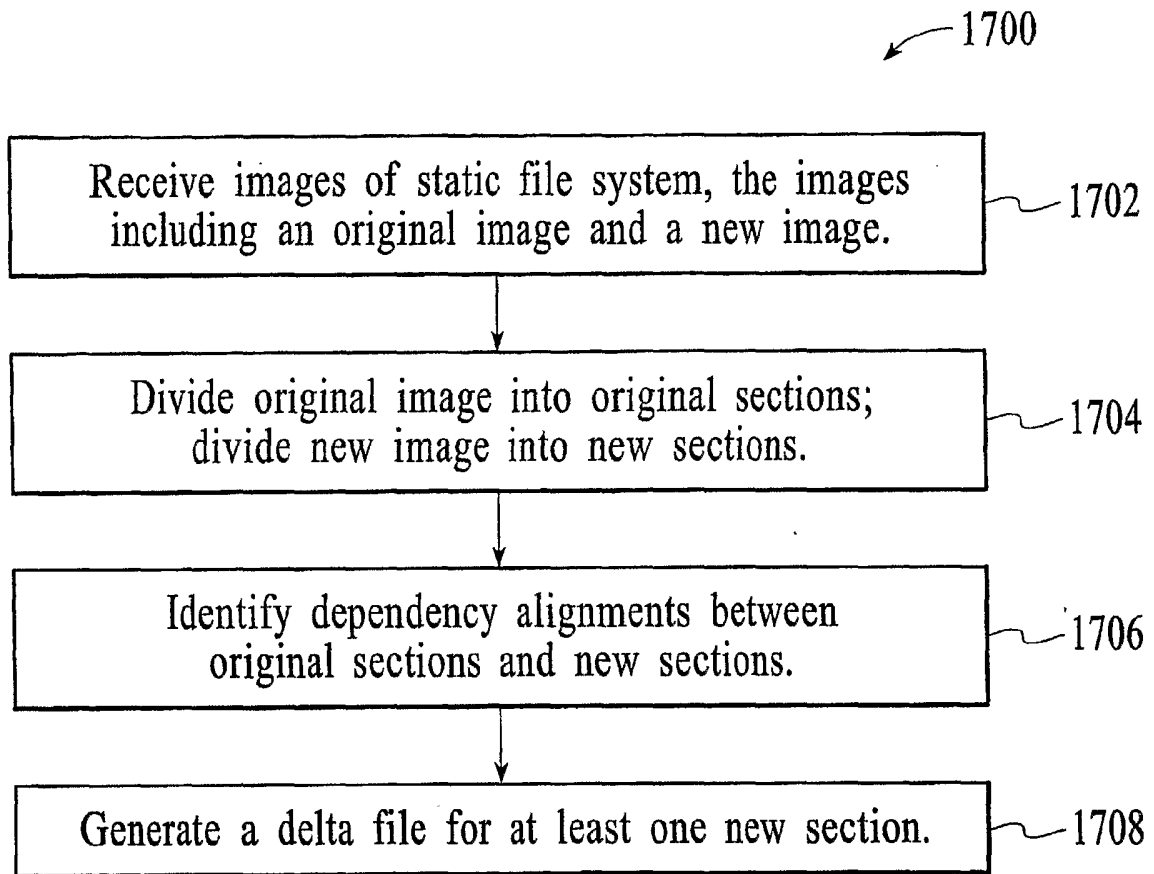 1700
Receive images of static file system, the images
including an original image and a new image.
1702
Divide original image into original sections;
divide new image into new sections.
1704
Identify dependency alignments between
original sections and new sections.
1706
Generate a delta file for at least one new section.
1708